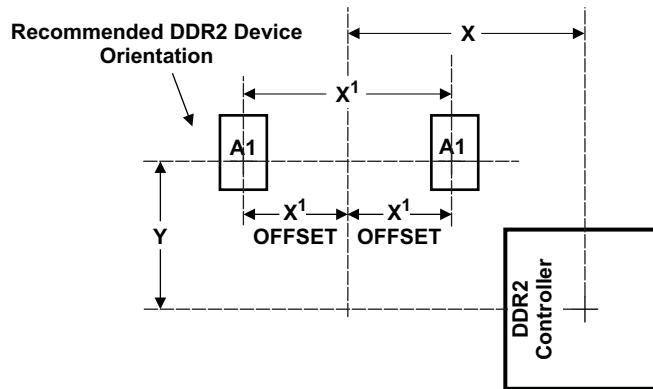 Recommended DDR2 Device
Orientation
X
X¹
A1
A1
X¹
X¹
OFFSET
OFFSET
Y
DDR2
Controller